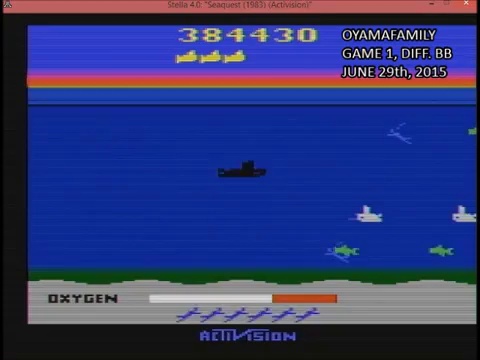 Stella 4.0: "Seaquest (1983) (Activision)"
384430
OYAMAFAMILY
GAME 1, DIFF. BB
JUNE 29th, 2015
OXYGEN
ACTIVISION